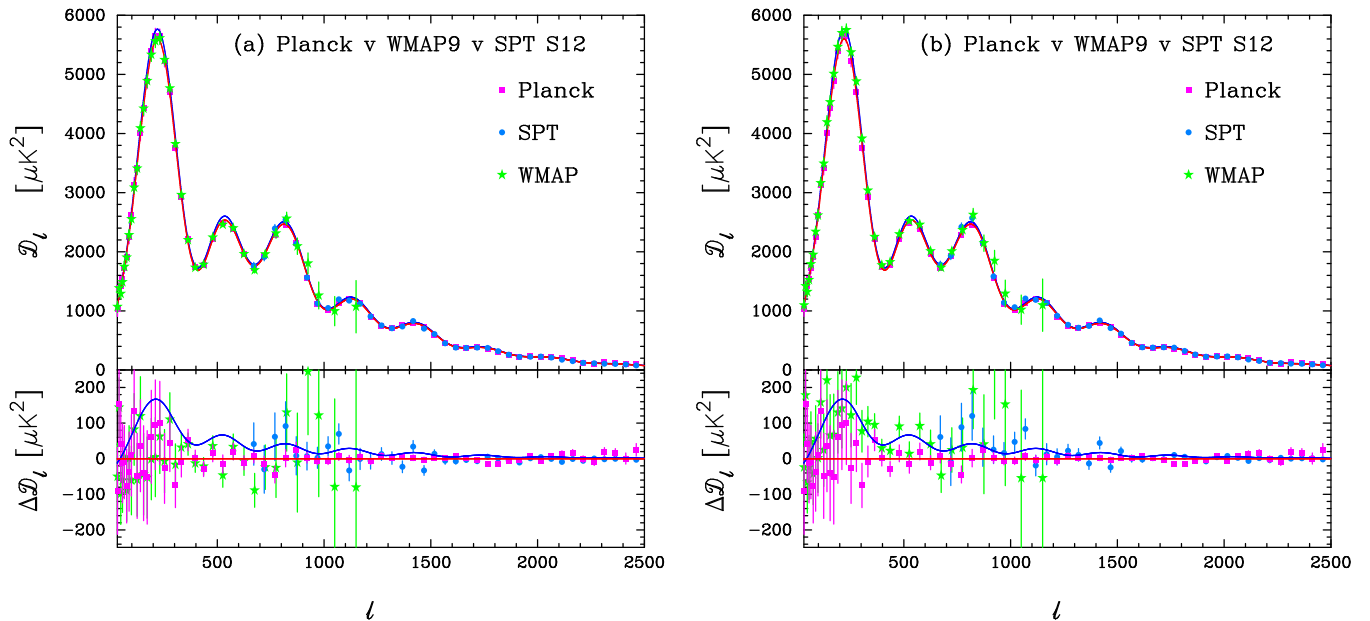 (a) Planck v WMAP9 v SPT S12
Planck
SPT
WMAP
𝒟ℓ [μK²]
6000
5000
4000
3000
2000
1000
0
Δ𝒟ℓ [μK²]
200
100
0
−100
−200
500 1000 1500 2000 2500
ℓ
(b) Planck v WMAP9 v SPT S12
Planck
SPT
WMAP
𝒟ℓ [μK²]
6000
5000
4000
3000
2000
1000
0
Δ𝒟ℓ [μK²]
200
100
0
−100
−200
500 1000 1500 2000 2500
ℓ